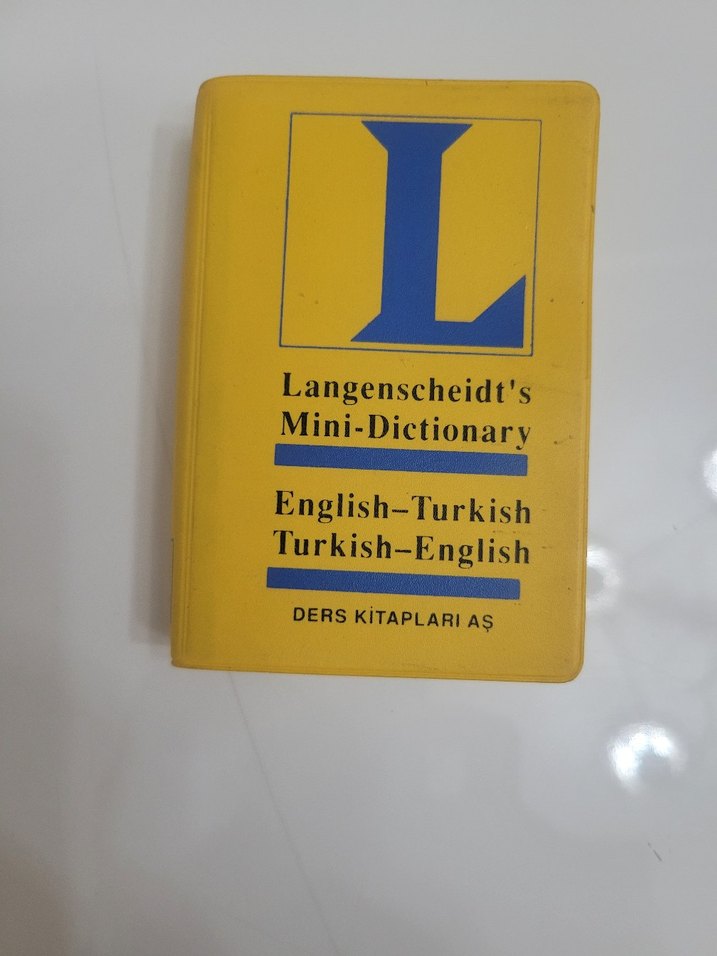 L
Langenscheidt's
Mini-Dictionary
English–Turkish
Turkish–English
DERS KİTAPLARI AŞ